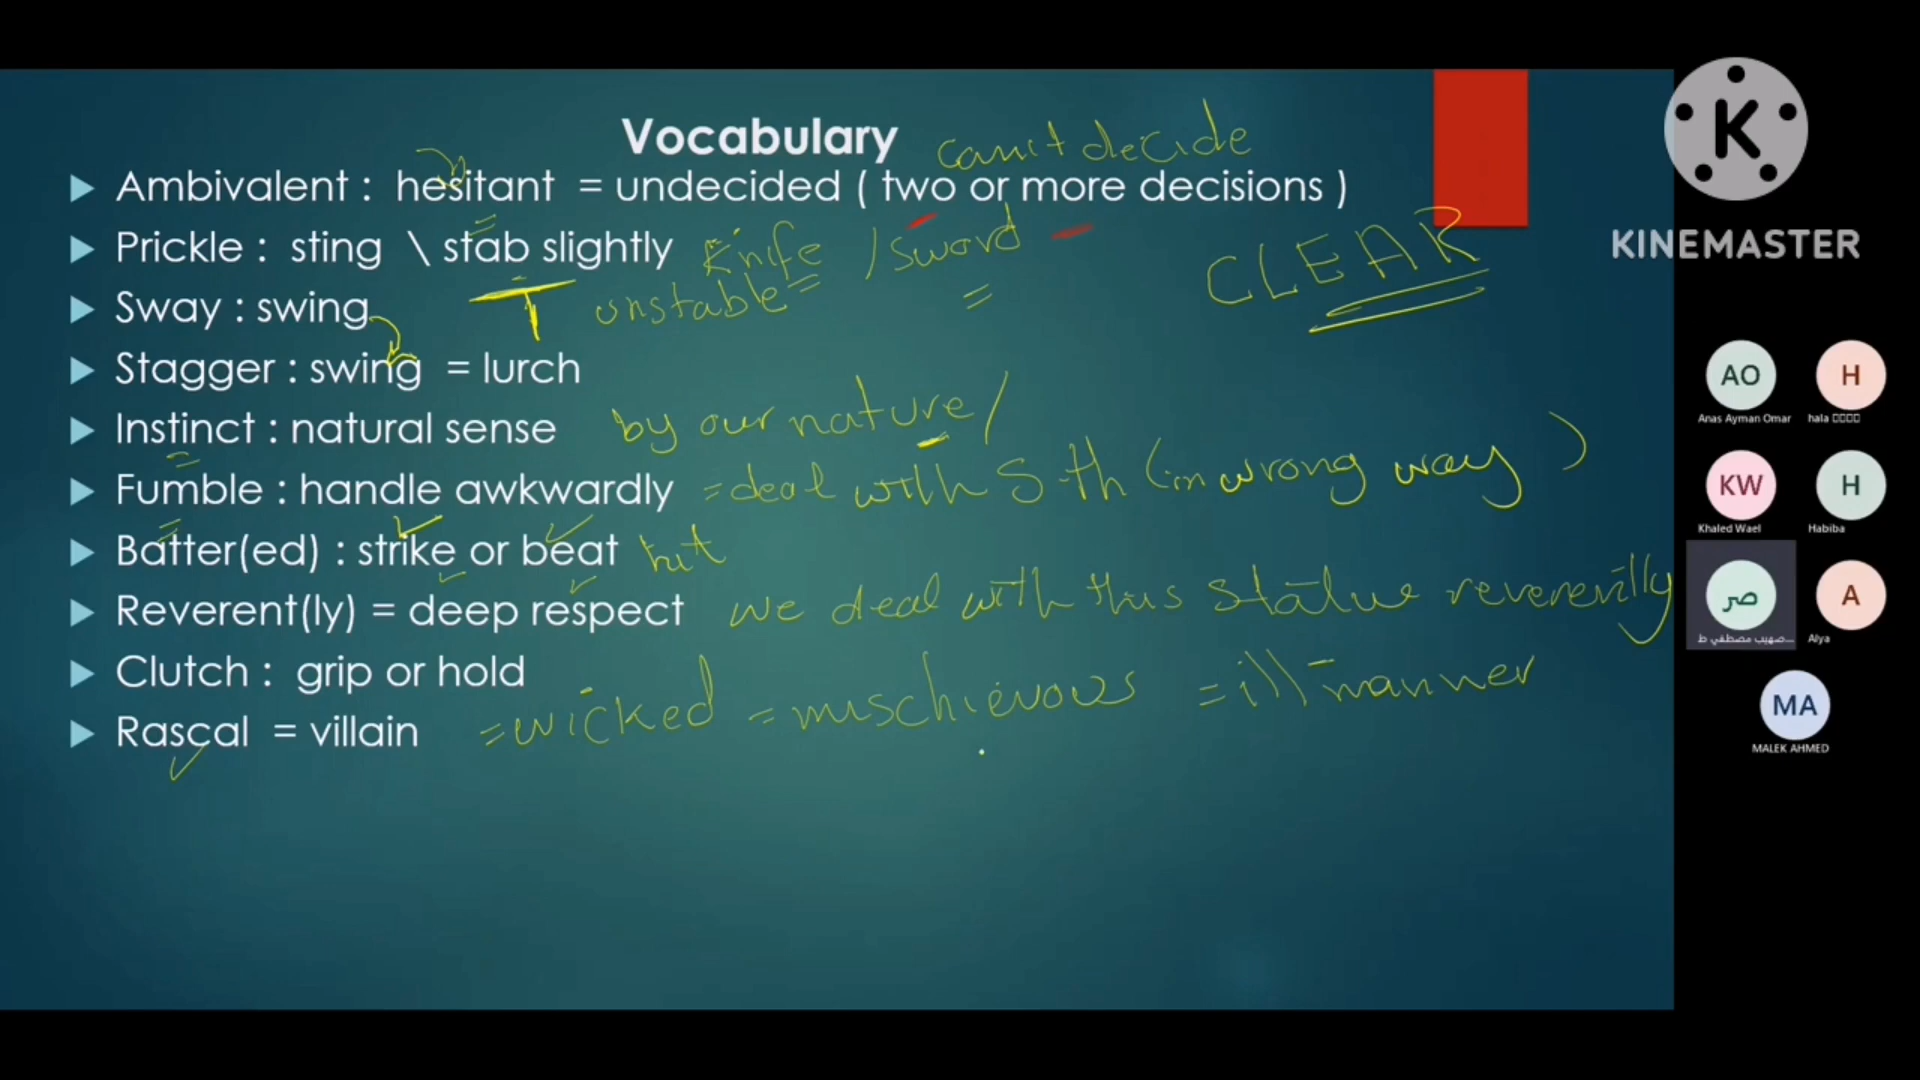 Vocabulary can't decide
Ambivalent : hesitant = undecided ( two or more decisions )
Prickle : sting \ stab slightly Knife / Sword
CLEAR
Sway : swing T unstable
Stagger : swing = lurch
Instinct : natural sense by our nature /
Fumble : handle awkwardly = deal with S.th (in wrong way )
Batter(ed) : strike or beat hit
Reverent(ly) = deep respect we deal with this statue
Clutch : grip or hold
Rascal = villain = wicked = mischievous = ill-manner
K
KINEMASTER
AO H
Anas Ayman Omar hala
KW H
Khaled Wael Habiba
صر A
صهيب مصطفي ط... Alya
MA
MALEK AHMED